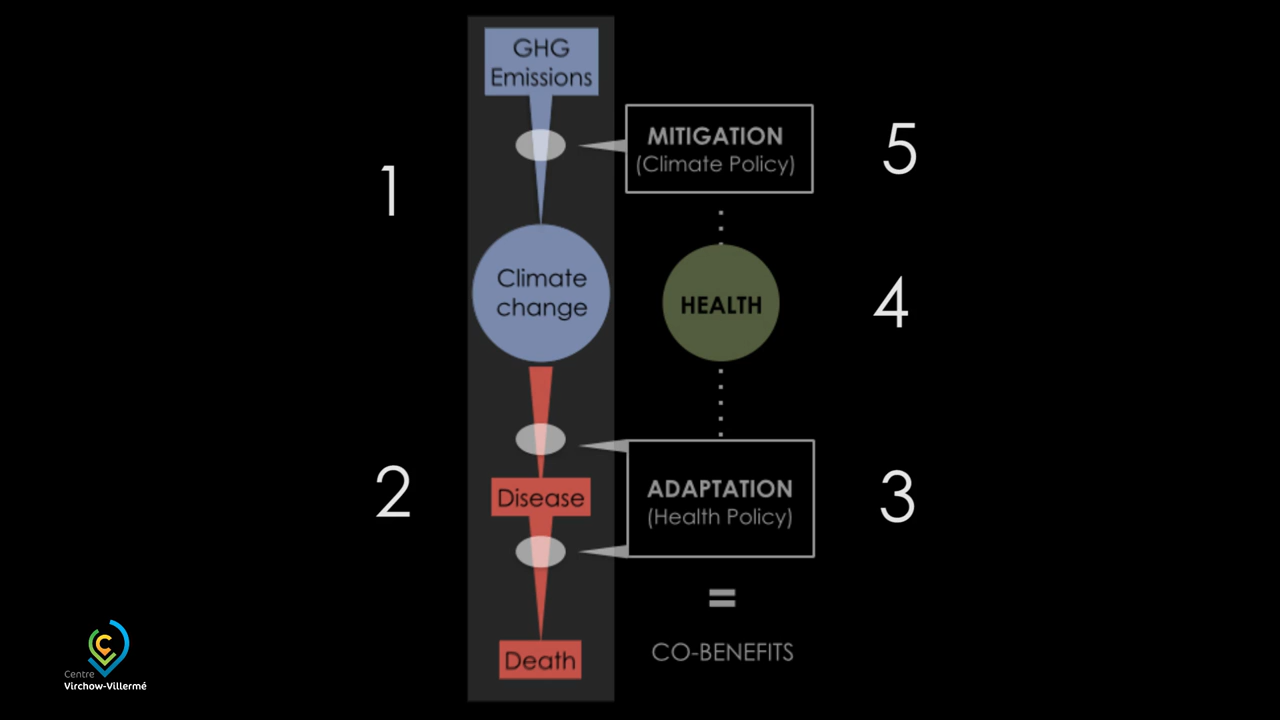 GHG
Emissions
MITIGATION
(Climate Policy)
5
1
Climate
change
HEALTH
4
2
Disease
ADAPTATION
(Health Policy)
3
=
CO-BENEFITS
Death
C
Centre
Virchow-Villermé